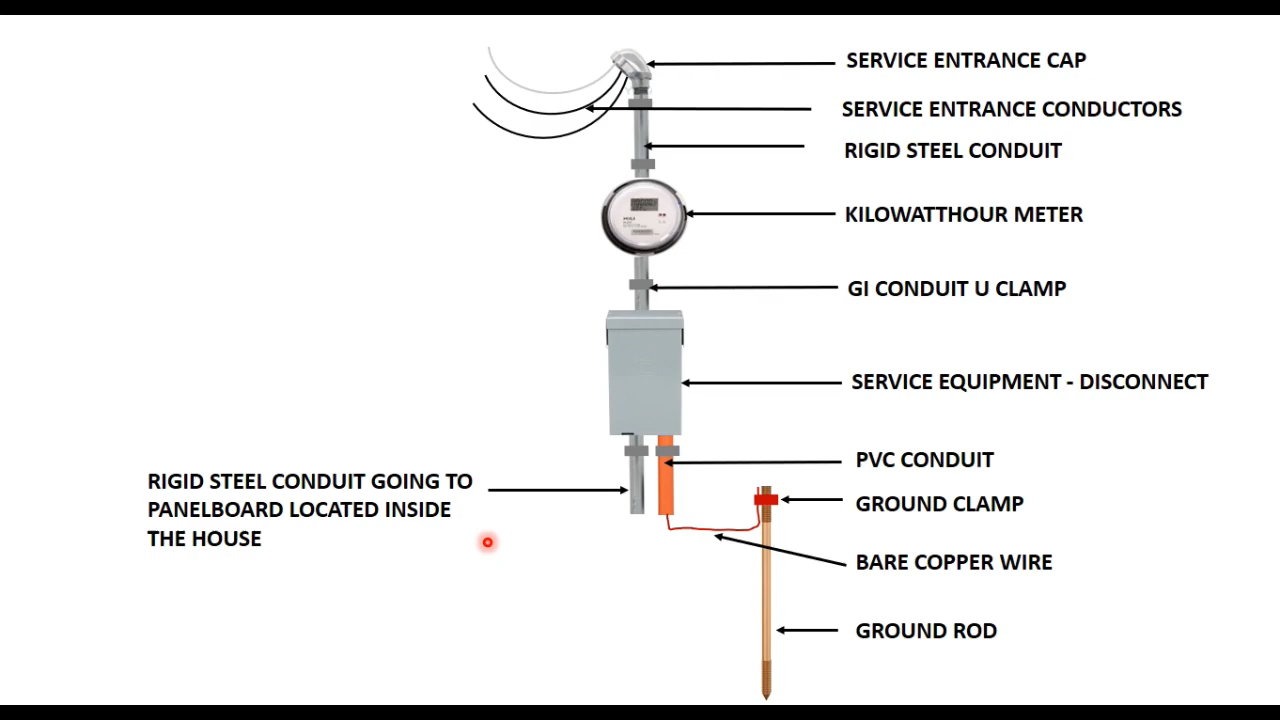 SERVICE ENTRANCE CAP
SERVICE ENTRANCE CONDUCTORS
RIGID STEEL CONDUIT
KILOWATTHOUR METER
GI CONDUIT U CLAMP
SERVICE EQUIPMENT - DISCONNECT
PVC CONDUIT
RIGID STEEL CONDUIT GOING TO
PANELBOARD LOCATED INSIDE
THE HOUSE
GROUND CLAMP
BARE COPPER WIRE
GROUND ROD